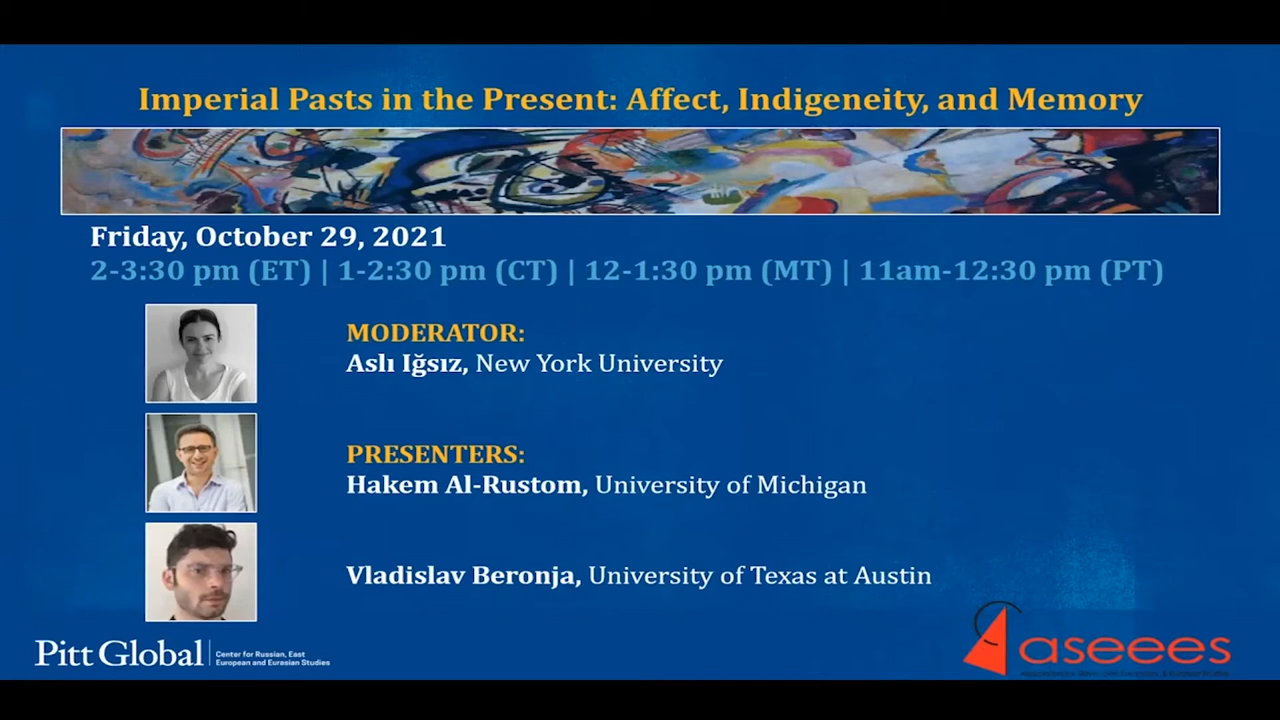 Imperial Pasts in the Present: Affect, Indigeneity, and Memory
Friday, October 29, 2021
2-3:30 pm (ET) | 1-2:30 pm (CT) | 12-1:30 pm (MT) | 11am-12:30 pm (PT)
MODERATOR:
Aslı Iğsız, New York University
PRESENTERS:
Hakem Al-Rustom, University of Michigan
Vladislav Beronja, University of Texas at Austin
Pitt Global
Center for Russian, East
European and Eurasian Studies
aseees